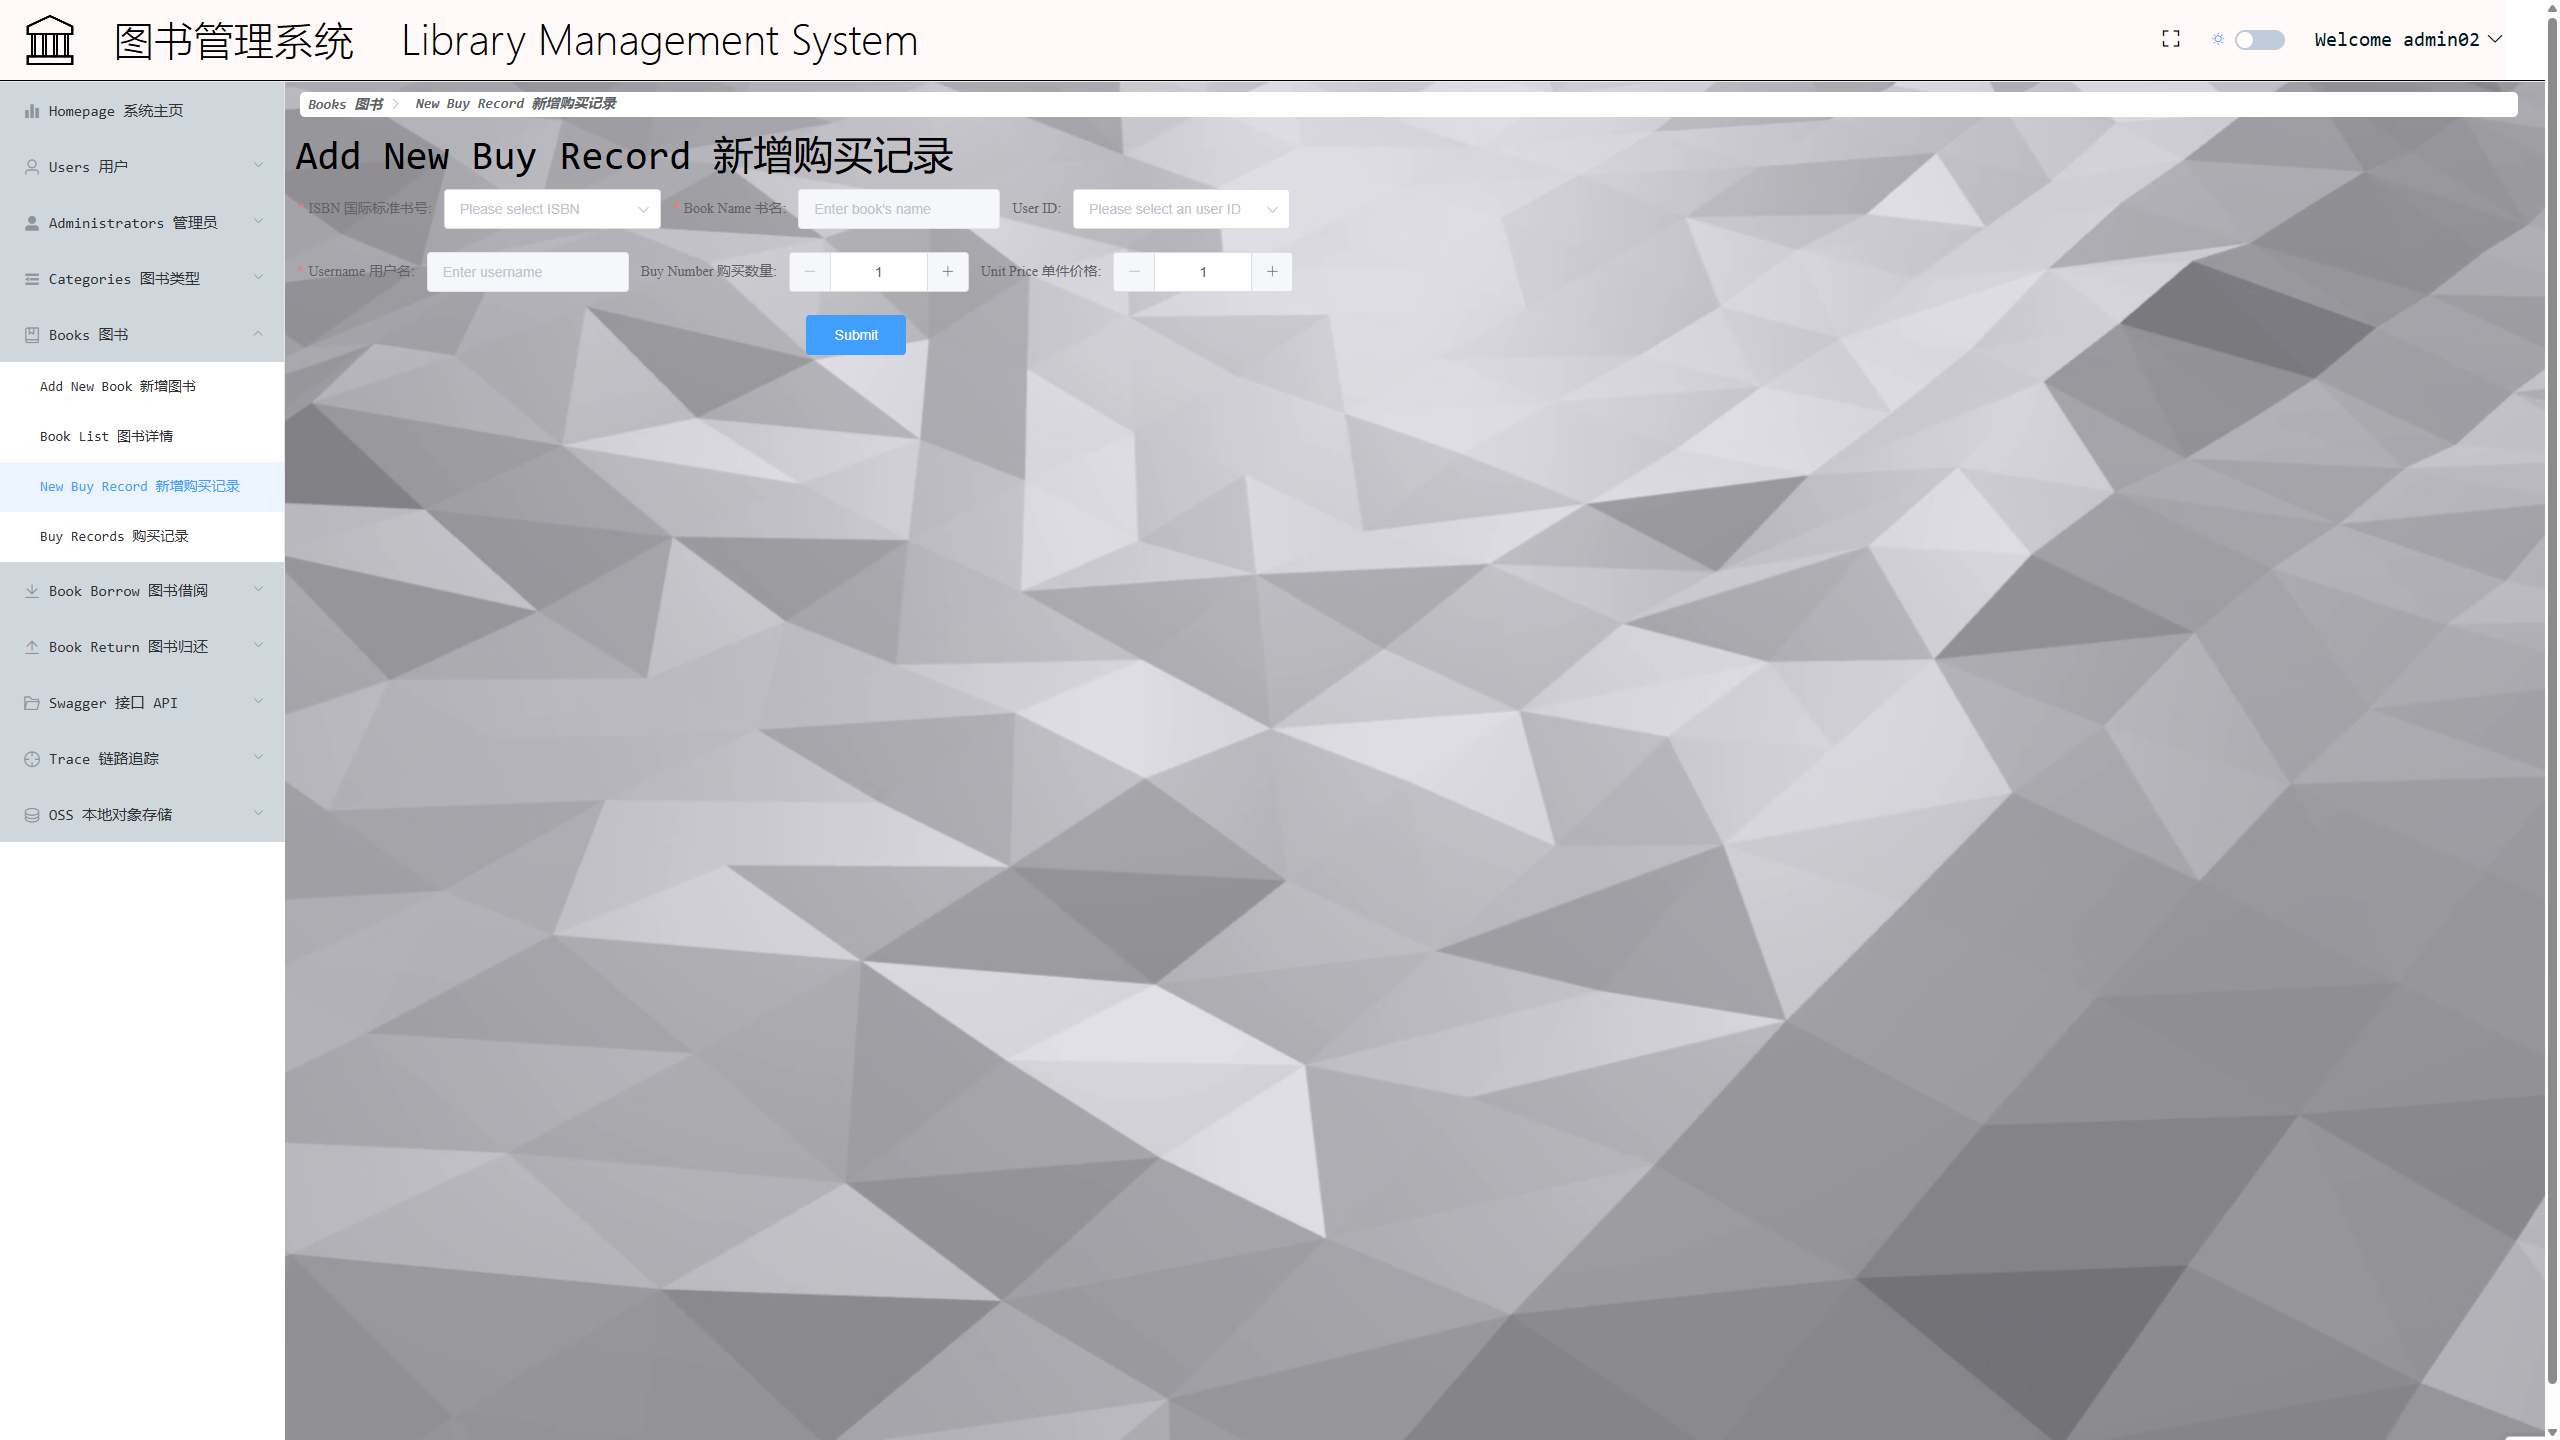 图书管理系统 Library Management System
Welcome admin02
Homepage 系统主页
Users 用户
Administrators 管理员
Categories 图书类型
Books 图书
Add New Book 新增图书
Book List 图书详情
New Buy Record 新增购买记录
Buy Records 购买记录
Book Borrow 图书借阅
Book Return 图书归还
Swagger 接口 API
Trace 链路追踪
OSS 本地对象存储
Books 图书 New Buy Record 新增购买记录
Add New Buy Record 新增购买记录
* ISBN 国际标准书号: Please select ISBN * Book Name 书名: Enter book's name User ID: Please select an user ID
* Username 用户名: Enter username Buy Number 购买数量: − 1 + Unit Price 单件价格: − 1 +
Submit